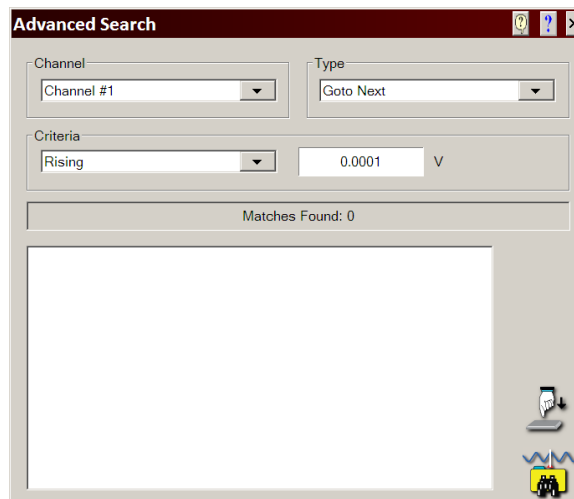 Advanced Search
Channel
Type
Channel #1
Goto Next
Criteria
Rising
0.0001
V
Matches Found: 0